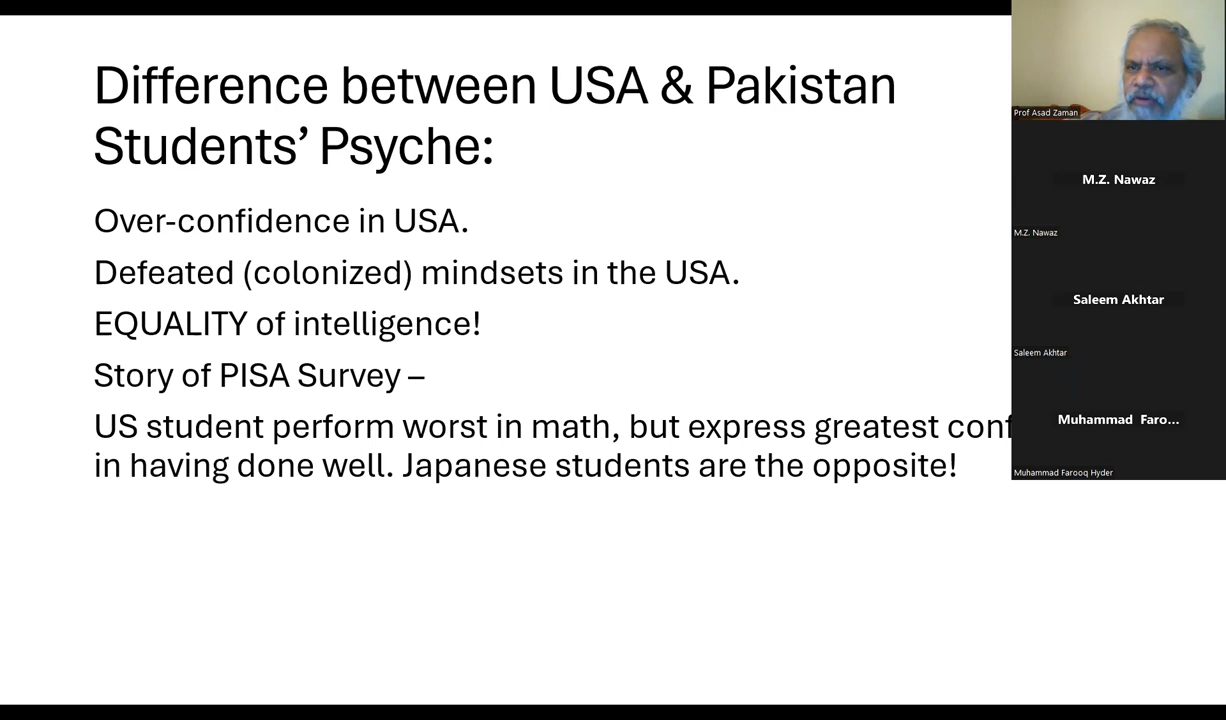 Difference between USA & Pakistan
Students’ Psyche:
Over-confidence in USA.
Defeated (colonized) mindsets in the USA.
EQUALITY of intelligence!
Story of PISA Survey –
US student perform worst in math, but express greatest
in having done well. Japanese students are the opposite!
Prof Asad Zaman
M.Z. Nawaz
M.Z. Nawaz
Saleem Akhtar
Saleem Akhtar
Muhammad Faro...
Muhammad Farooq Hyder